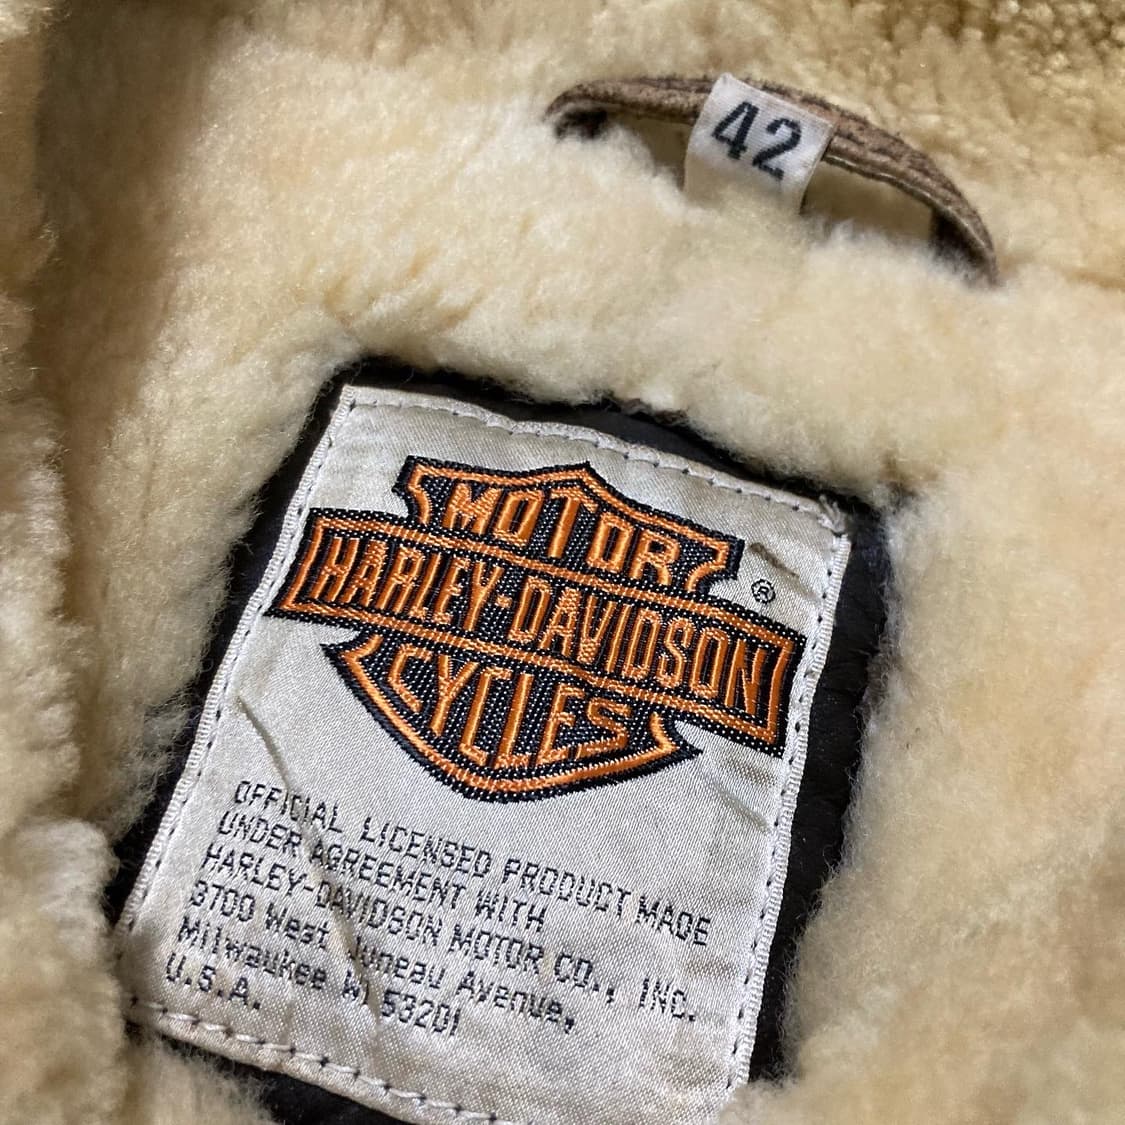 42
MOTOR
HARLEY-DAVIDSON
®
CYCLES
OFFICIAL LICENSED PRODUCT MADE
UNDER AGREEMENT WITH
HARLEY-DAVIDSON MOTOR CO., INC.
3700 West Juneau Avenue,
Milwaukee WI 53201
U.S.A.